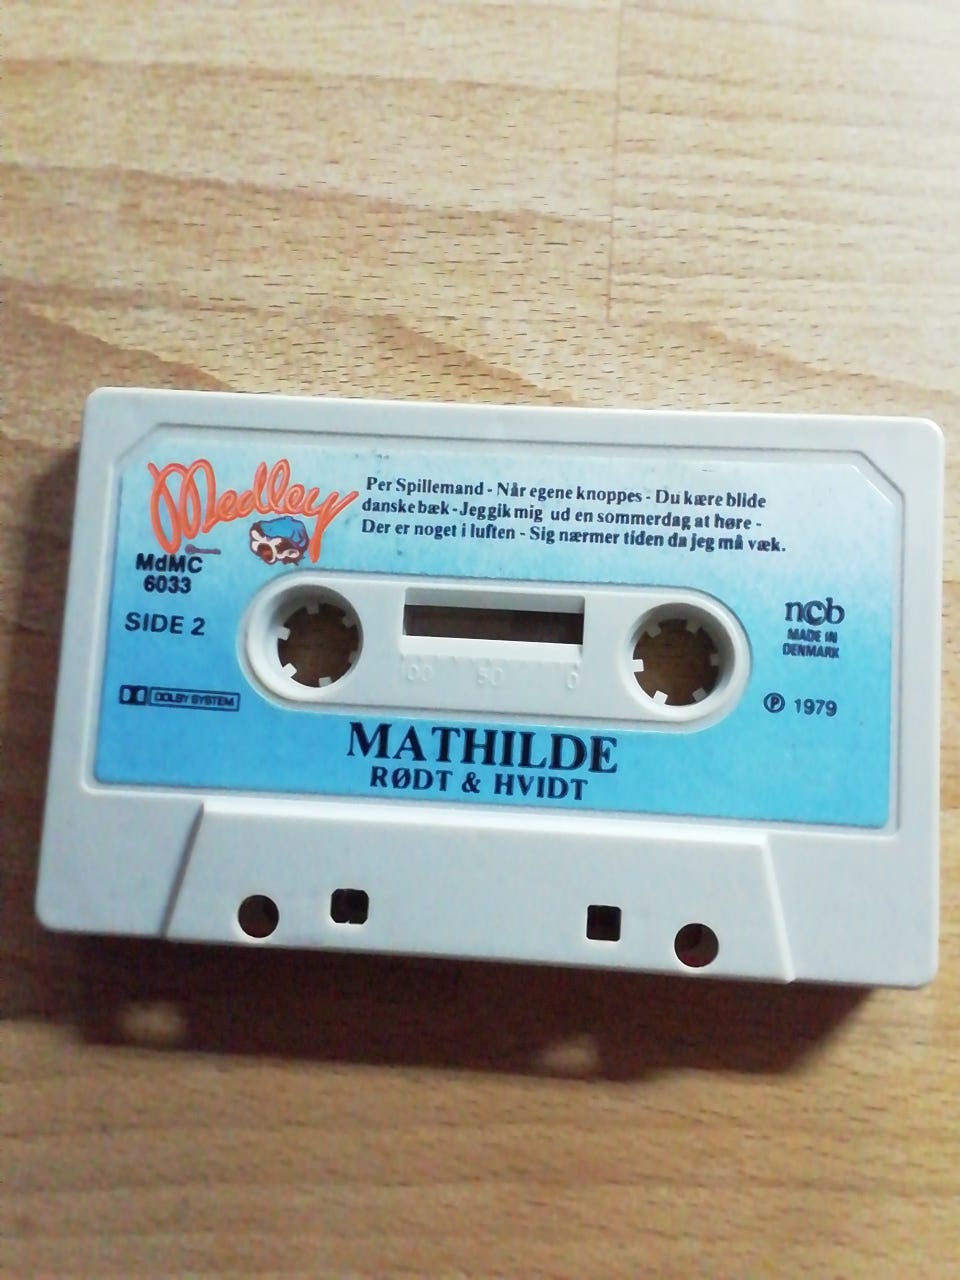 Medley
Per Spillemand - Når egene knoppes - Du kære blide
danske bæk - Jeg gik mig ud en sommerdag at høre -
Der er noget i luften - Sig nærmer tiden da jeg må væk.
MdMC
6033
SIDE 2
ncb
MADE IN
DENMARK
100 50 0
DOLBY SYSTEM
Ⓟ 1979
MATHILDE
RØDT & HVIDT